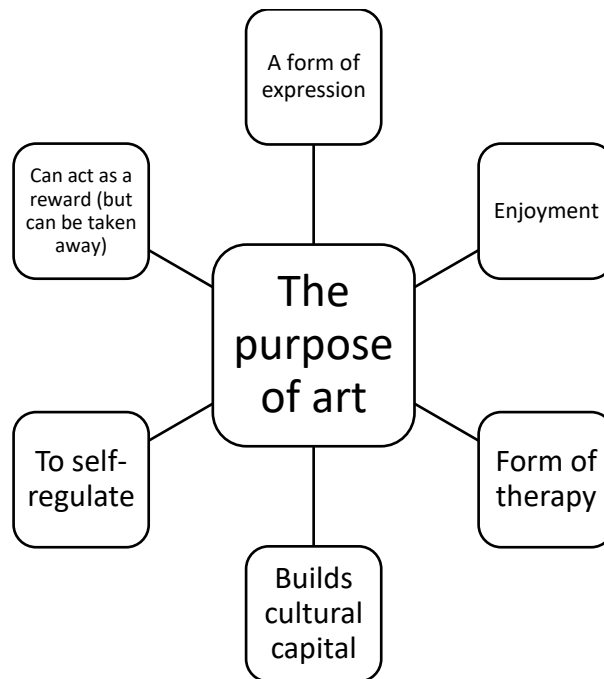 A form of
expression
Enjoyment
Form of
therapy
Builds
cultural
capital
To self-
regulate
Can act as a
reward (but
can be taken
away)
The
purpose
of art